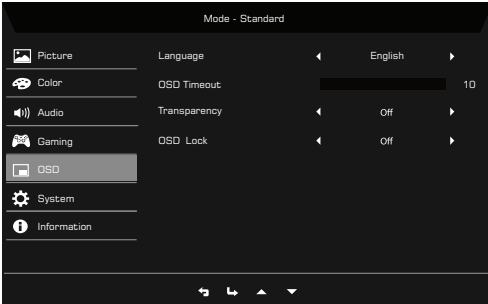 Mode - Standard
Picture
Color
Audio
Gaming
OSD
System
Information
Language English
OSD Timeout 10
Transparency Off
OSD Lock Off